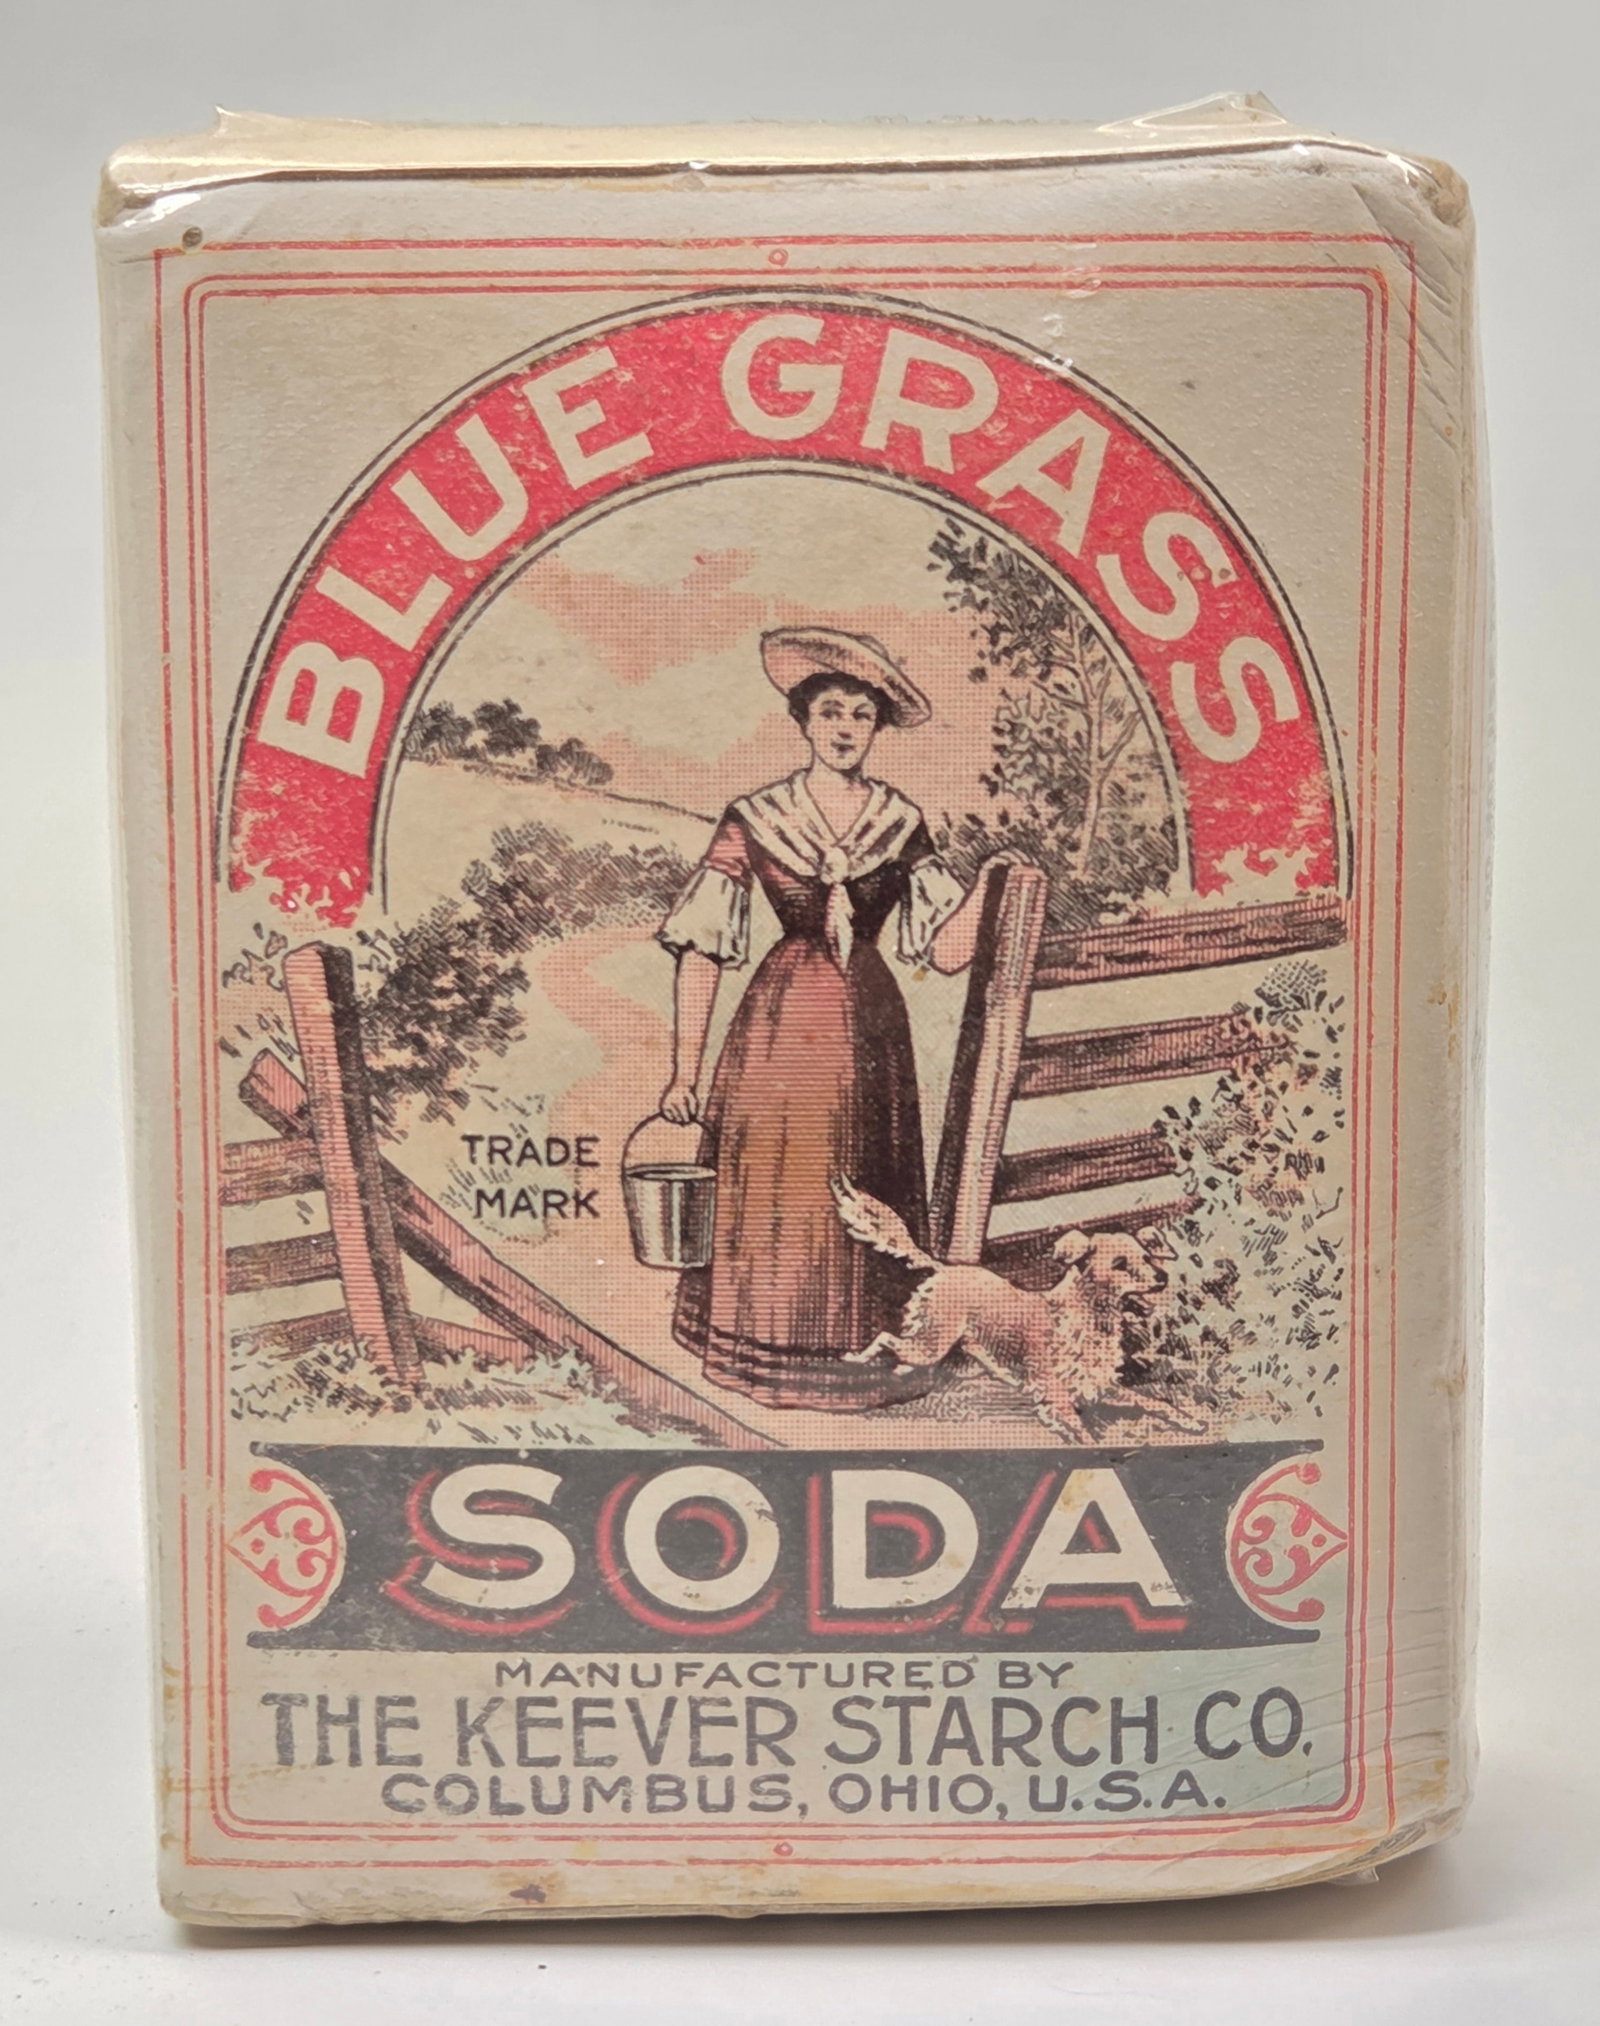 BLUE GRASS
TRADE
MARK
SODA
MANUFACTURED BY
THE KEEVER STARCH CO.
COLUMBUS, OHIO, U.S.A.